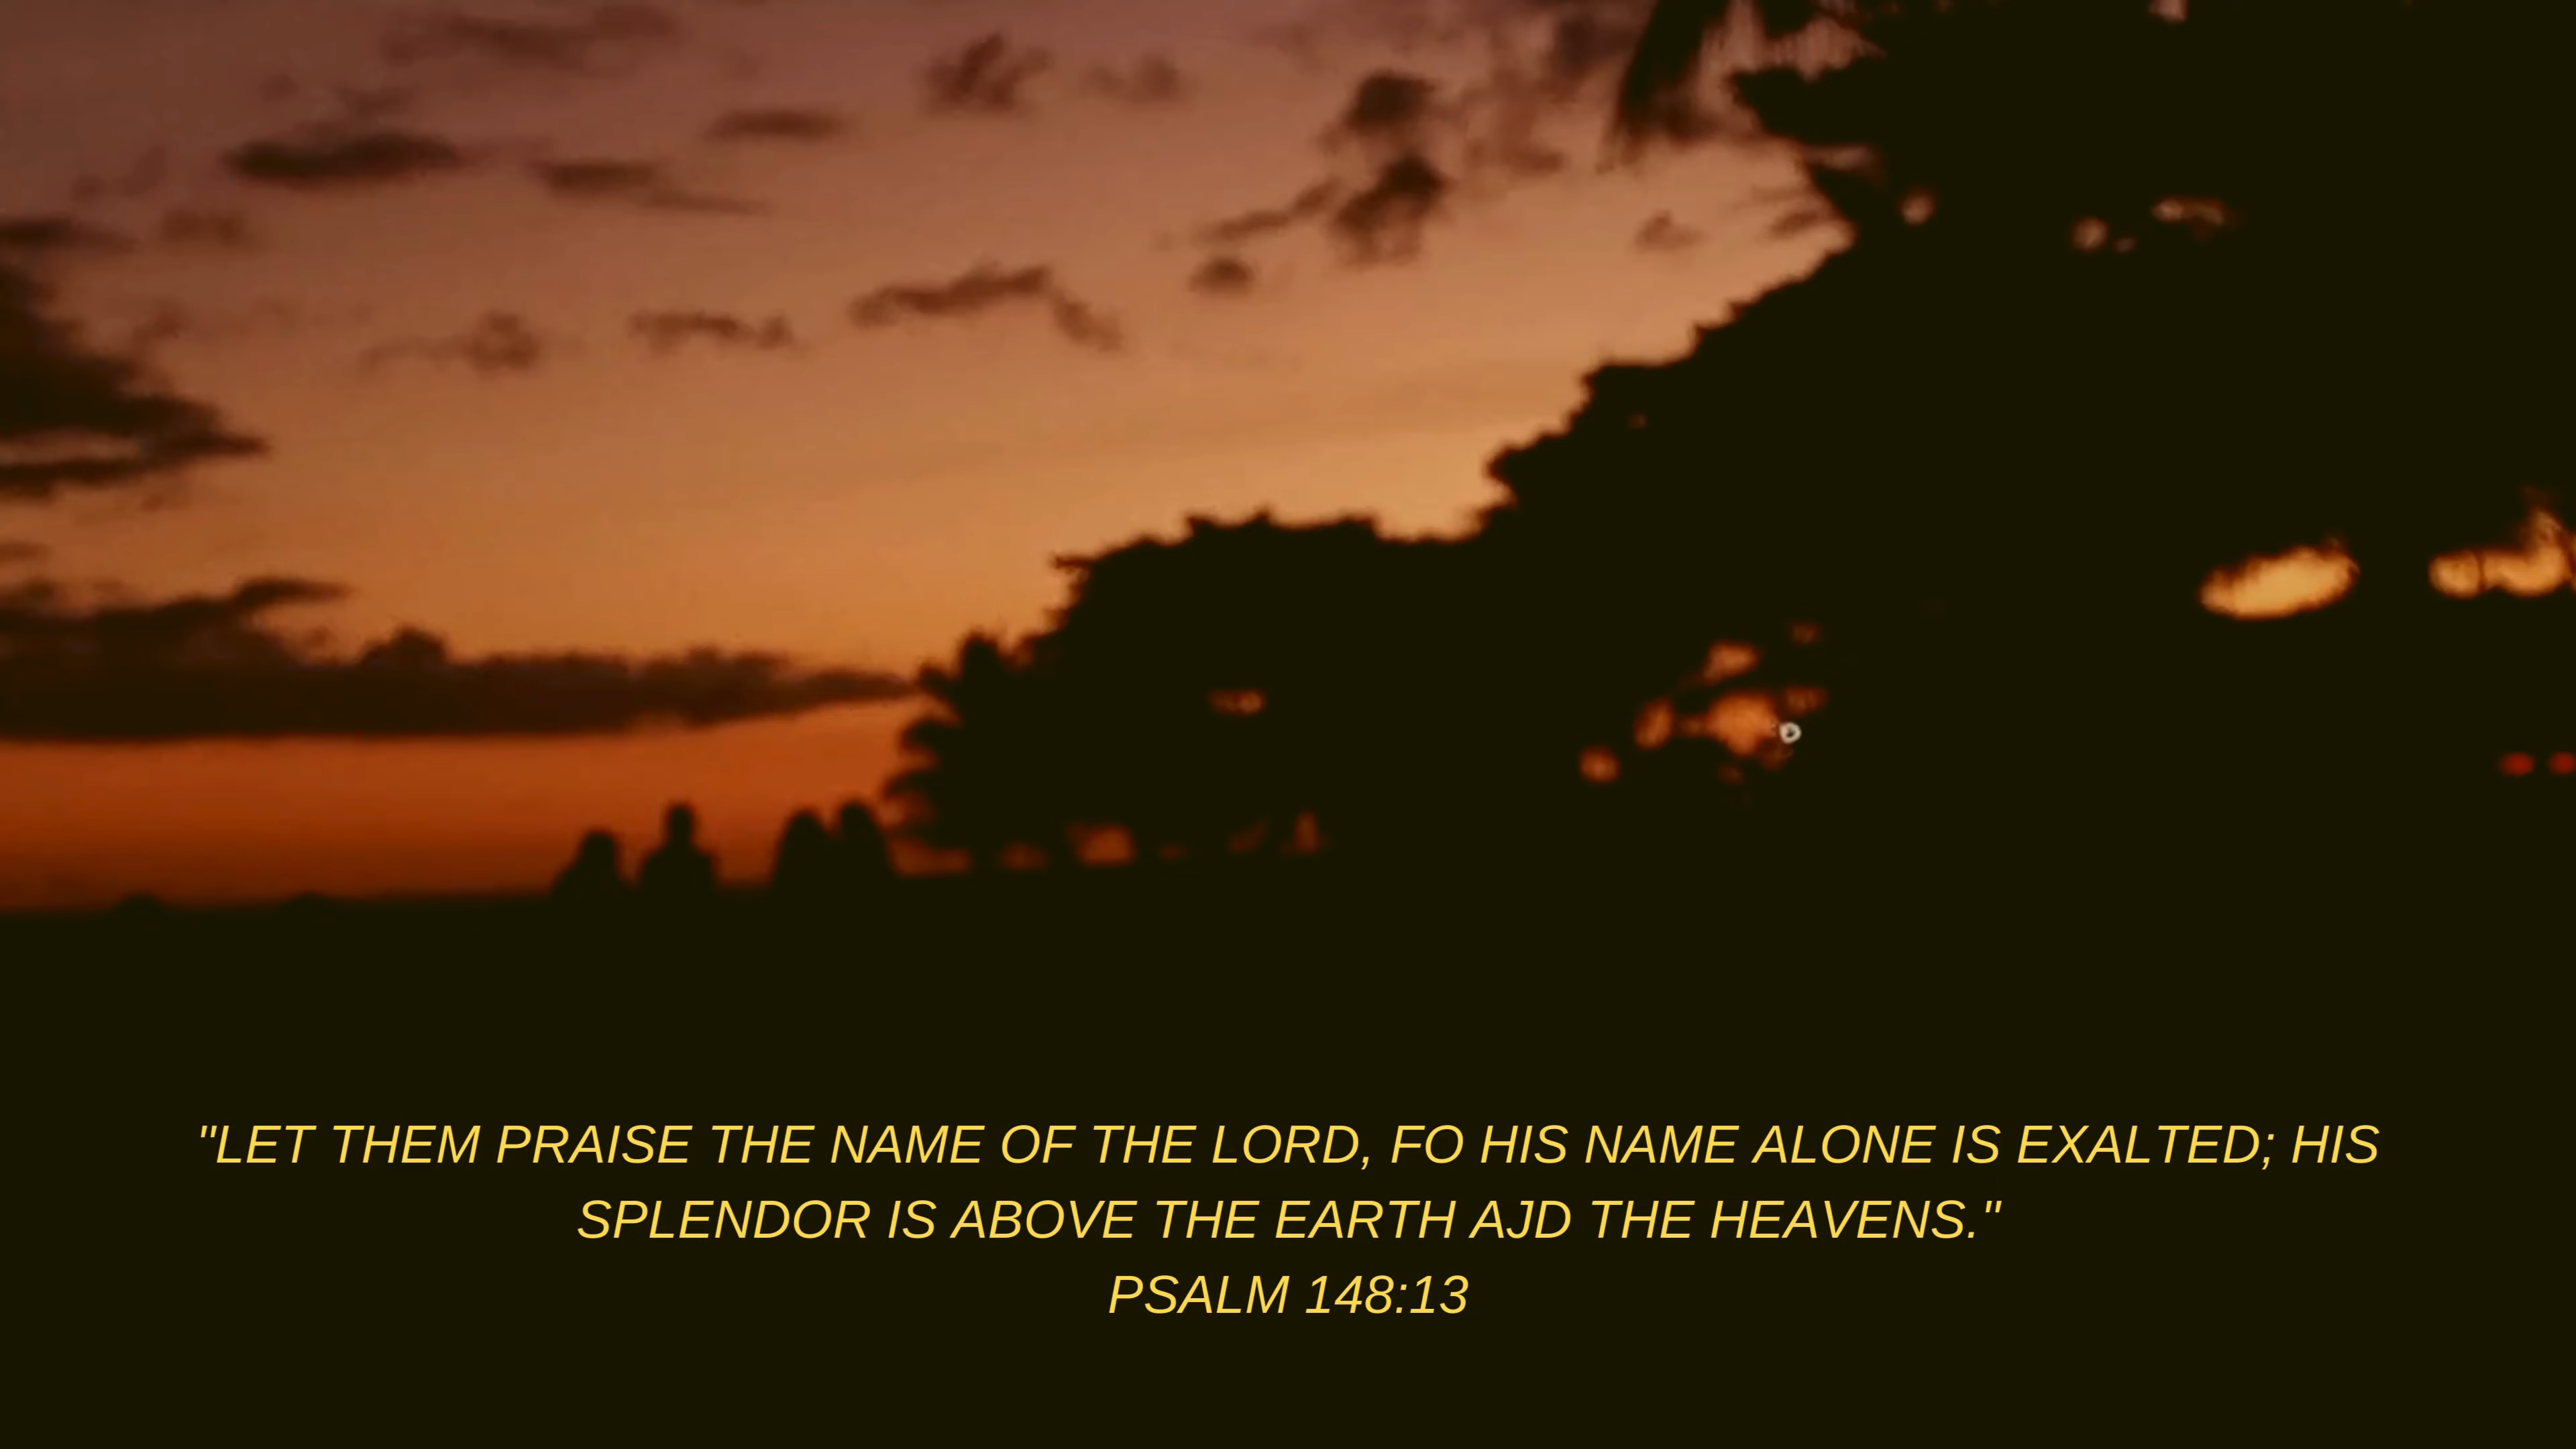 "LET THEM PRAISE THE NAME OF THE LORD, FO HIS NAME ALONE IS EXALTED; HIS
SPLENDOR IS ABOVE THE EARTH AJD THE HEAVENS."
PSALM 148:13